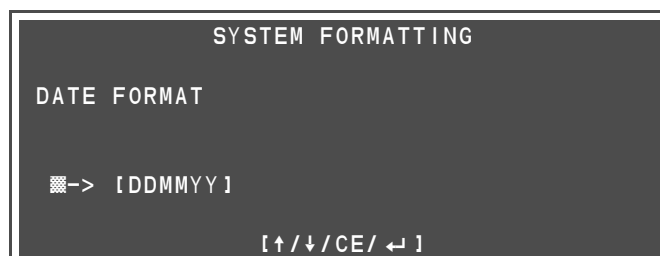 SYSTEM FORMATTING
DATE FORMAT
▒-> [DDMMYY]
[↑/↓/CE/↵]